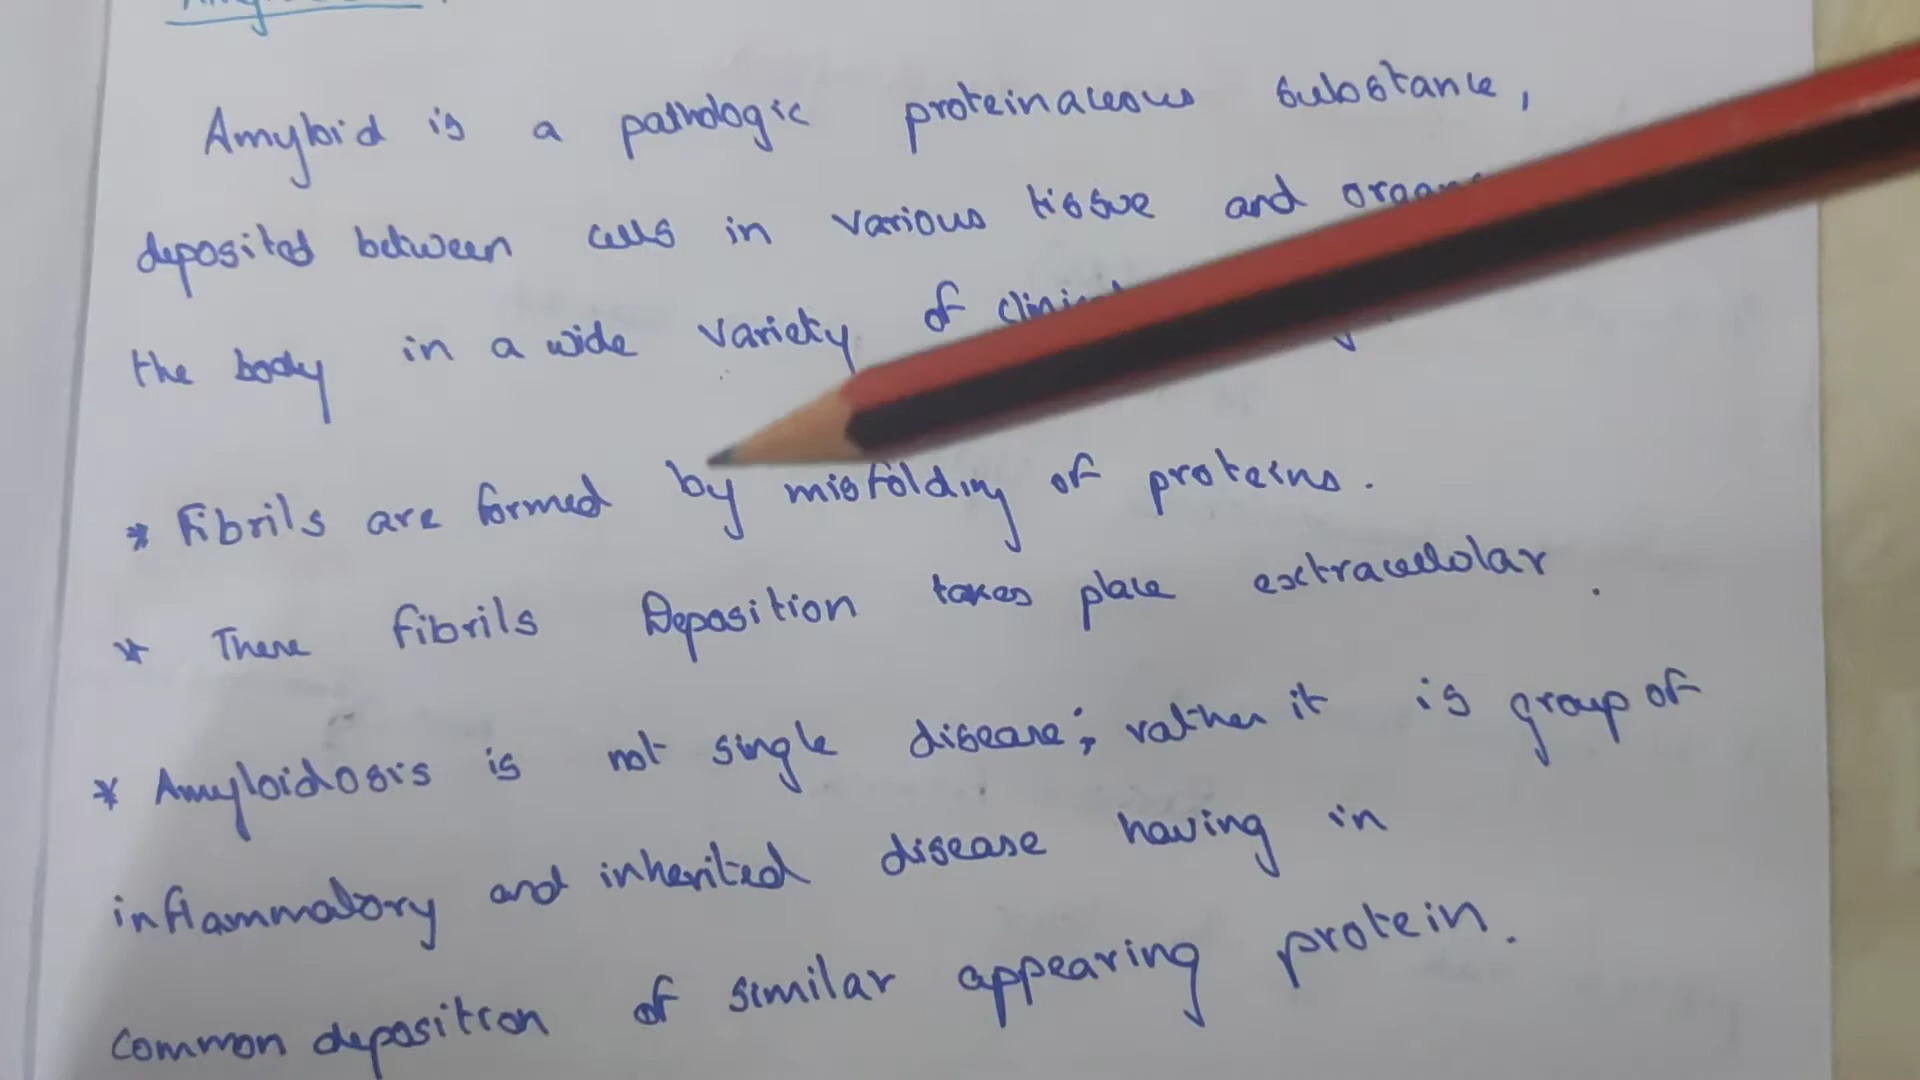 Amyloid is a pathologic proteinaceous substance,
deposited between cells in various tissue and
the body in a wide variety of
* Fibrils are formed by misfolding of proteins.
* There fibrils Deposition takes place extracellolar.
* Amyloidosis is not single disease; rather it is group of
inflammatory and inherited disease having in
common deposition of similar appearing protein.